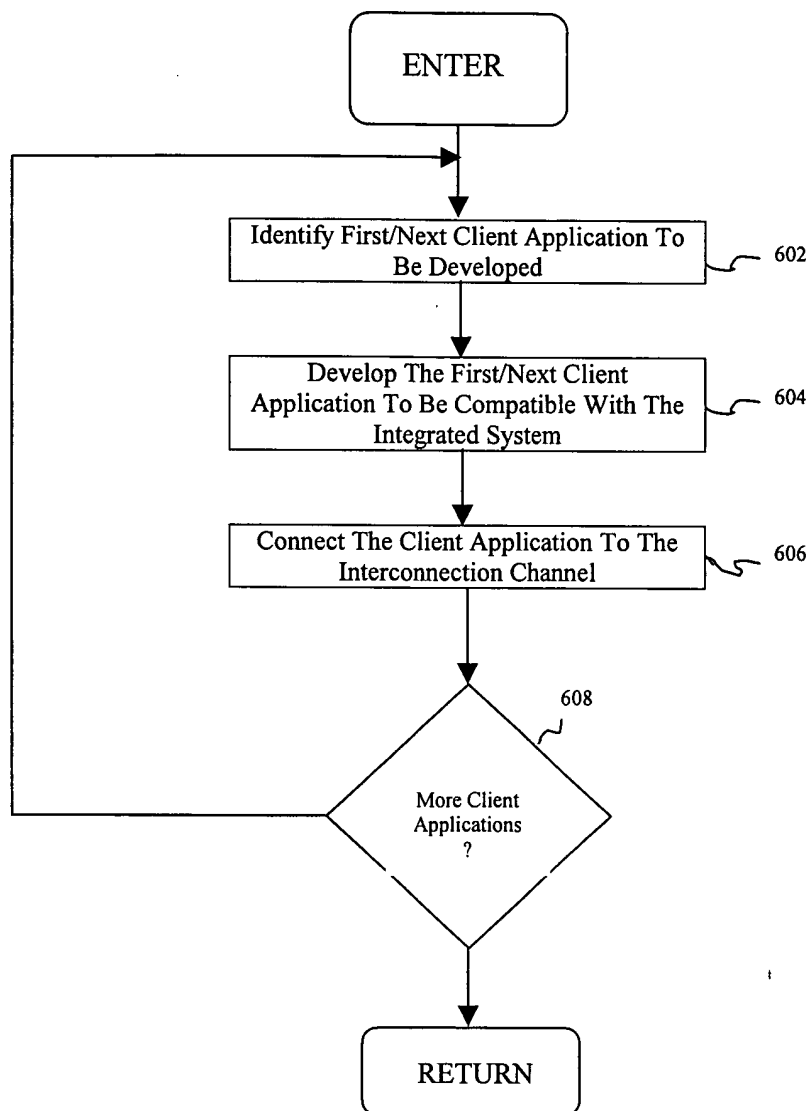 ENTER
Identify First/Next Client Application To
Be Developed
602
Develop The First/Next Client
Application To Be Compatible With The
Integrated System
604
Connect The Client Application To The
Interconnection Channel
606
608
More Client
Applications
?
RETURN